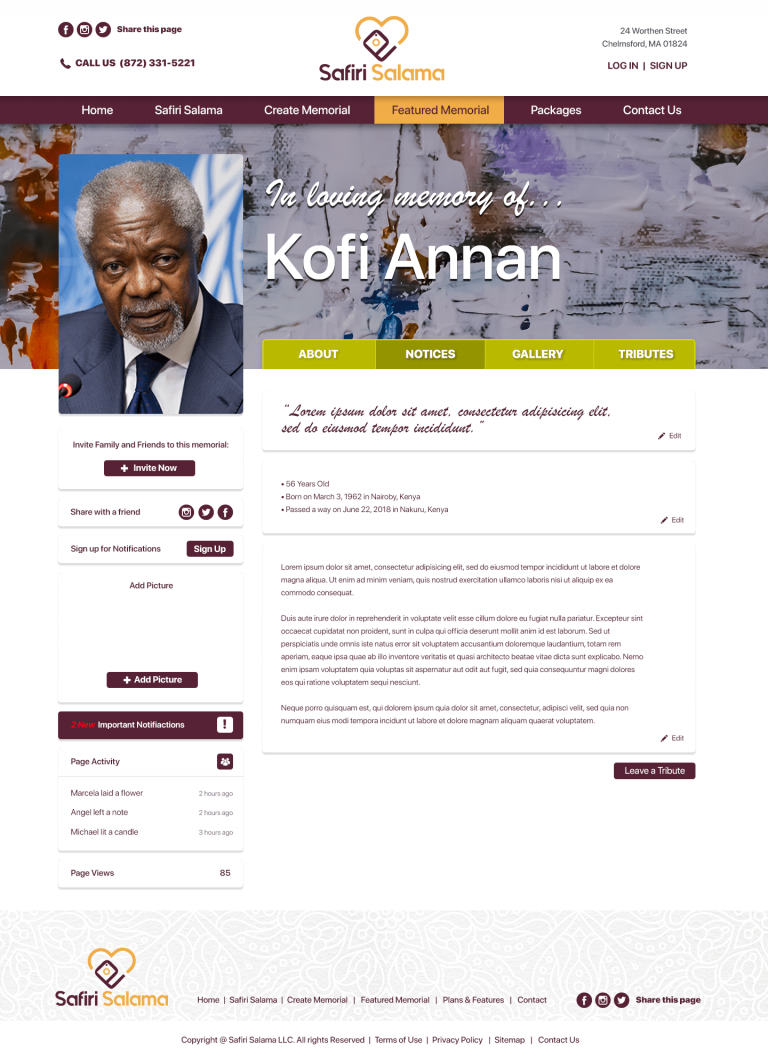 Share this page
CALL US (872) 331-5221
Safiri Salama
24 Worthen Street
Chelmsford, MA 01824
LOG IN | SIGN UP
Home Safiri Salama Create Memorial Featured Memorial Packages Contact Us
In loving memory of...
Kofi Annan
ABOUT NOTICES GALLERY TRIBUTES
"Lorem ipsum dolor sit amet, consectetur adipisicing elit,
sed do eiusmod tempor incididunt."
Edit
Invite Family and Friends to this memorial:
Invite Now
Share with a friend
Sign up for Notifications Sign Up
Add Picture
Add Picture
2 New Important Notifiactions !
Page Activity
Marcela laid a flower 2 hours ago
Angel left a note 2 hours ago
Michael lit a candle 3 hours ago
Page Views 85
• 56 Years Old
• Born on March 3, 1962 in Nairoby, Kenya
• Passed a way on June 22, 2018 in Nakuru, Kenya
Edit
Lorem ipsum dolor sit amet, consectetur adipisicing elit, sed do eiusmod tempor incididunt ut labore et dolore
magna aliqua. Ut enim ad minim veniam, quis nostrud exercitation ullamco laboris nisi ut aliquip ex ea
commodo consequat.
Duis aute irure dolor in reprehenderit in voluptate velit esse cillum dolore eu fugiat nulla pariatur. Excepteur sint
occaecat cupidatat non proident, sunt in culpa qui officia deserunt mollit anim id est laborum. Sed ut
perspiciatis unde omnis iste natus error sit voluptatem accusantium doloremque laudantium, totam rem
aperiam, eaque ipsa quae ab illo inventore veritatis et quasi architecto beatae vitae dicta sunt explicabo. Nemo
enim ipsam voluptatem quia voluptas sit aspernatur aut odit aut fugit, sed quia consequuntur magni dolores
eos qui ratione voluptatem sequi nesciunt.
Neque porro quisquam est, qui dolorem ipsum quia dolor sit amet, consectetur, adipisci velit, sed quia non
numquam eius modi tempora incidunt ut labore et dolore magnam aliquam quaerat voluptatem.
Edit
Leave a Tribute
Safiri Salama
Home | Safiri Salama | Create Memorial | Featured Memorial | Plans & Features | Contact
Share this page
Copyright @ Safiri Salama LLC. All rights Reserved | Terms of Use | Privacy Policy | Sitemap | Contact Us